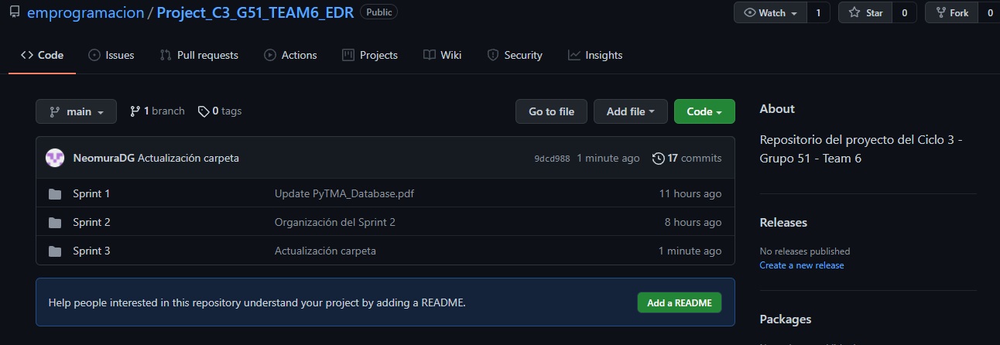 emprogramacion / Project_C3_G51_TEAM6_EDR Public
Watch 1 Star 0 Fork 0
Code Issues Pull requests Actions Projects Wiki Security Insights
main 1 branch 0 tags Go to file Add file Code
NeomuraDG Actualización carpeta 9dcd988 1 minute ago 17 commits
Sprint 1 Update PyTMA_Database.pdf 11 hours ago
Sprint 2 Organización del Sprint 2 8 hours ago
Sprint 3 Actualización carpeta 1 minute ago
Help people interested in this repository understand your project by adding a README. Add a README
About
Repositorio del proyecto del Ciclo 3 -
Grupo 51 - Team 6
Releases
No releases published
Create a new release
Packages